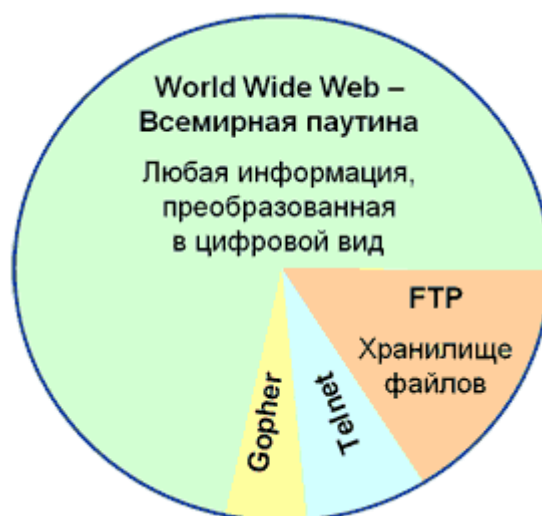 World Wide Web –
Всемирная паутина
Любая информация,
преобразованная
в цифровой вид
FTP
Хранилище
файлов
Telnet
Gopher